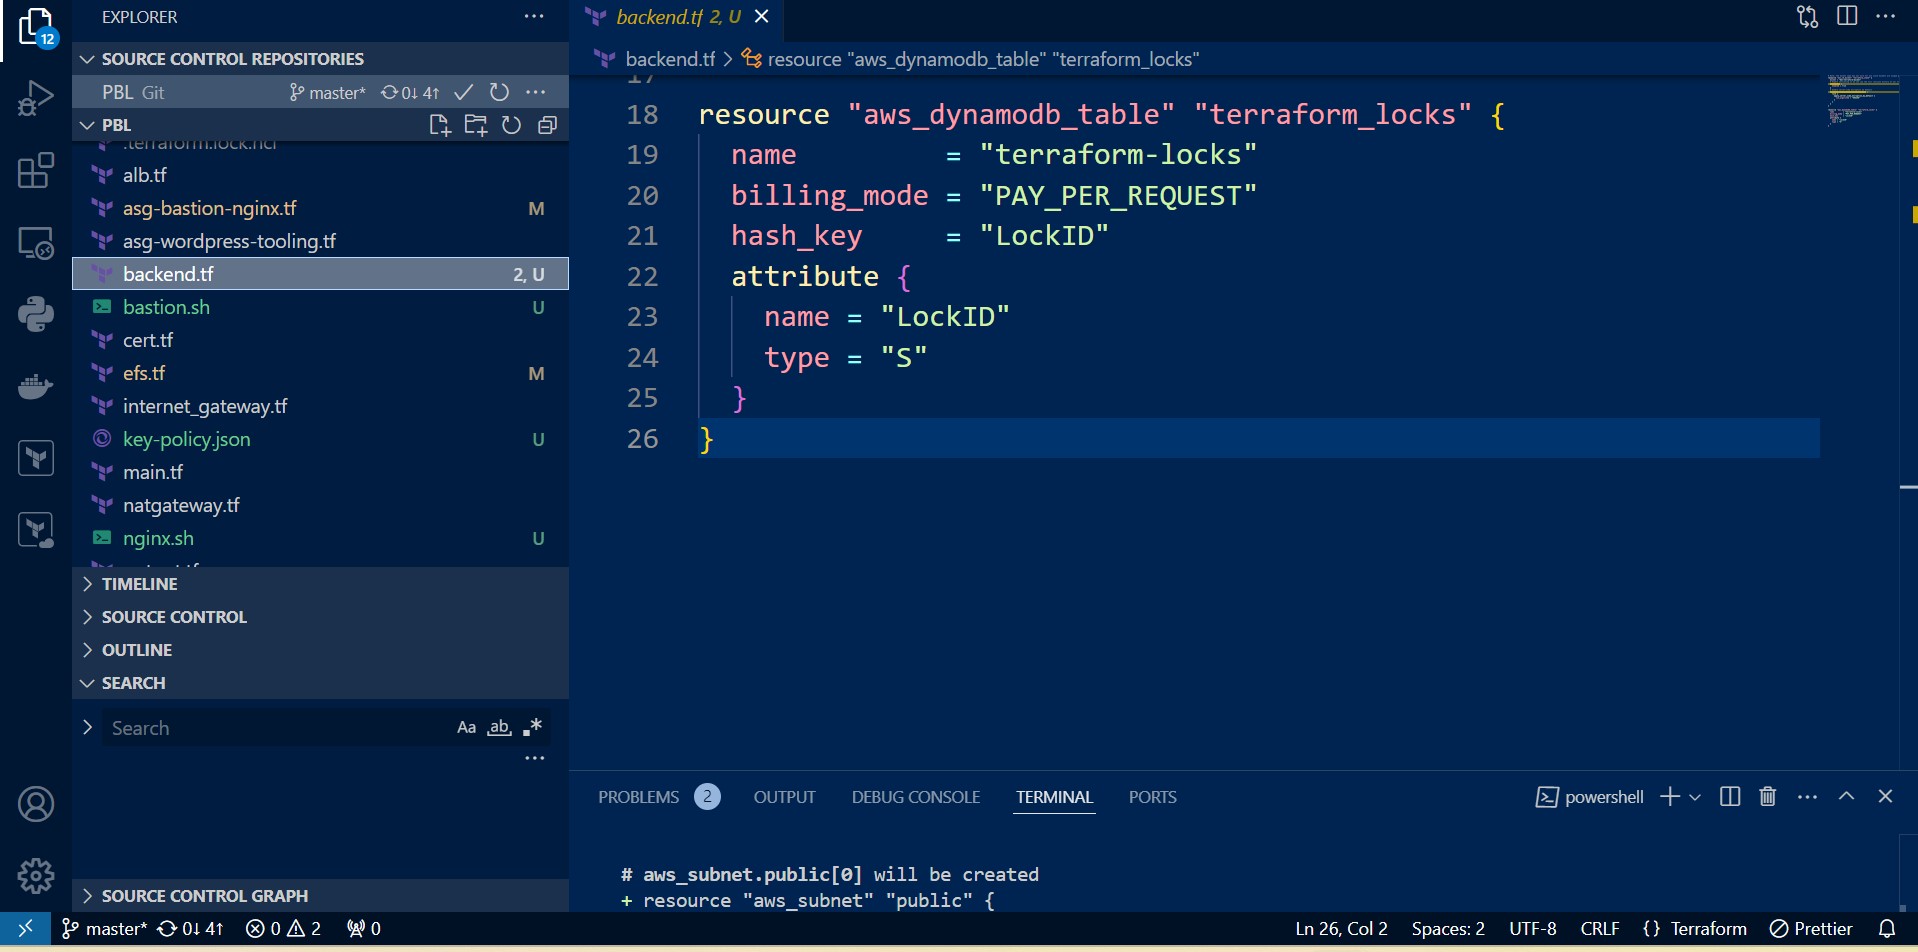 EXPLORER
SOURCE CONTROL REPOSITORIES
PBL Git master* 0↓ 4↑
PBL
.terraform.lock.hcl
alb.tf
asg-bastion-nginx.tf M
asg-wordpress-tooling.tf
backend.tf 2, U
bastion.sh U
cert.tf
efs.tf M
internet_gateway.tf
key-policy.json U
main.tf
natgateway.tf
nginx.sh U
TIMELINE
SOURCE CONTROL
OUTLINE
SEARCH
Search Aa ab .*
SOURCE CONTROL GRAPH
12
backend.tf 2, U
backend.tf > resource "aws_dynamodb_table" "terraform_locks"
17
18 resource "aws_dynamodb_table" "terraform_locks" {
19 name = "terraform-locks"
20 billing_mode = "PAY_PER_REQUEST"
21 hash_key = "LockID"
22 attribute {
23 name = "LockID"
24 type = "S"
25 }
26 }
PROBLEMS 2 OUTPUT DEBUG CONSOLE TERMINAL PORTS powershell
# aws_subnet.public[0] will be created
+ resource "aws_subnet" "public" {
master* 0↓ 4↑ 0 2 0 Ln 26, Col 2 Spaces: 2 UTF-8 CRLF {} Terraform Prettier